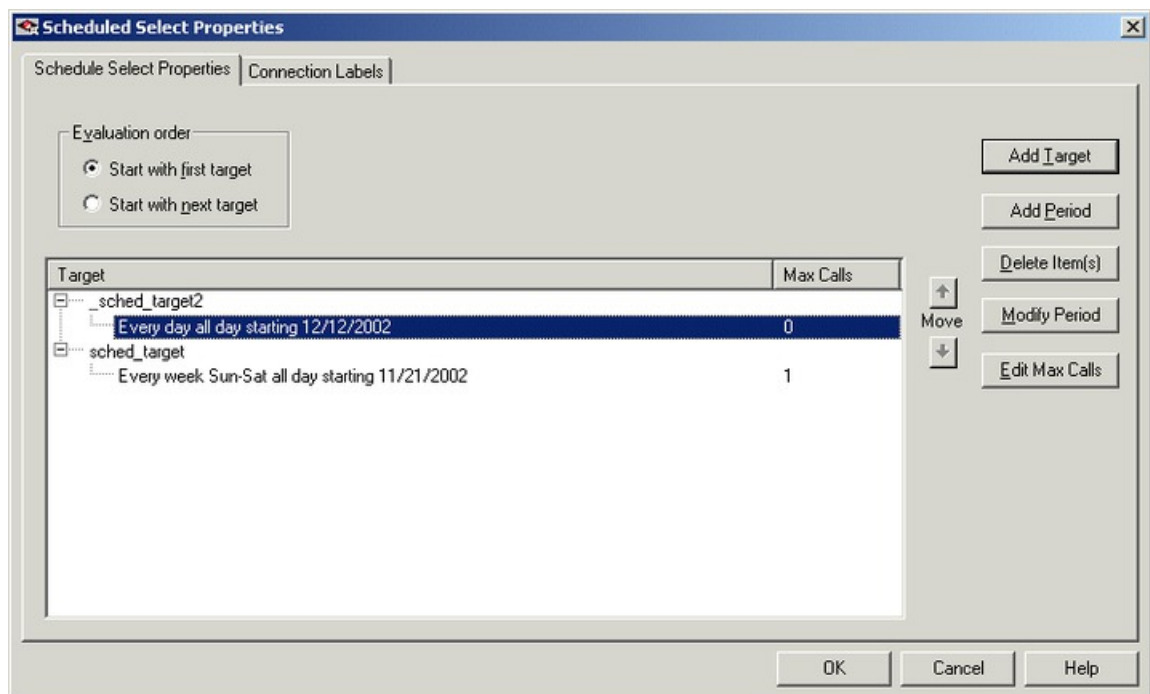 Scheduled Select Properties
Schedule Select Properties
Connection Labels
Evaluation order
Start with first target
Start with next target
Add Target
Add Period
Delete Item(s)
Modify Period
Edit Max Calls
Move
Target Max Calls
_sched_target2
Every day all day starting 12/12/2002 0
sched_target
Every week Sun-Sat all day starting 11/21/2002 1
OK
Cancel
Help